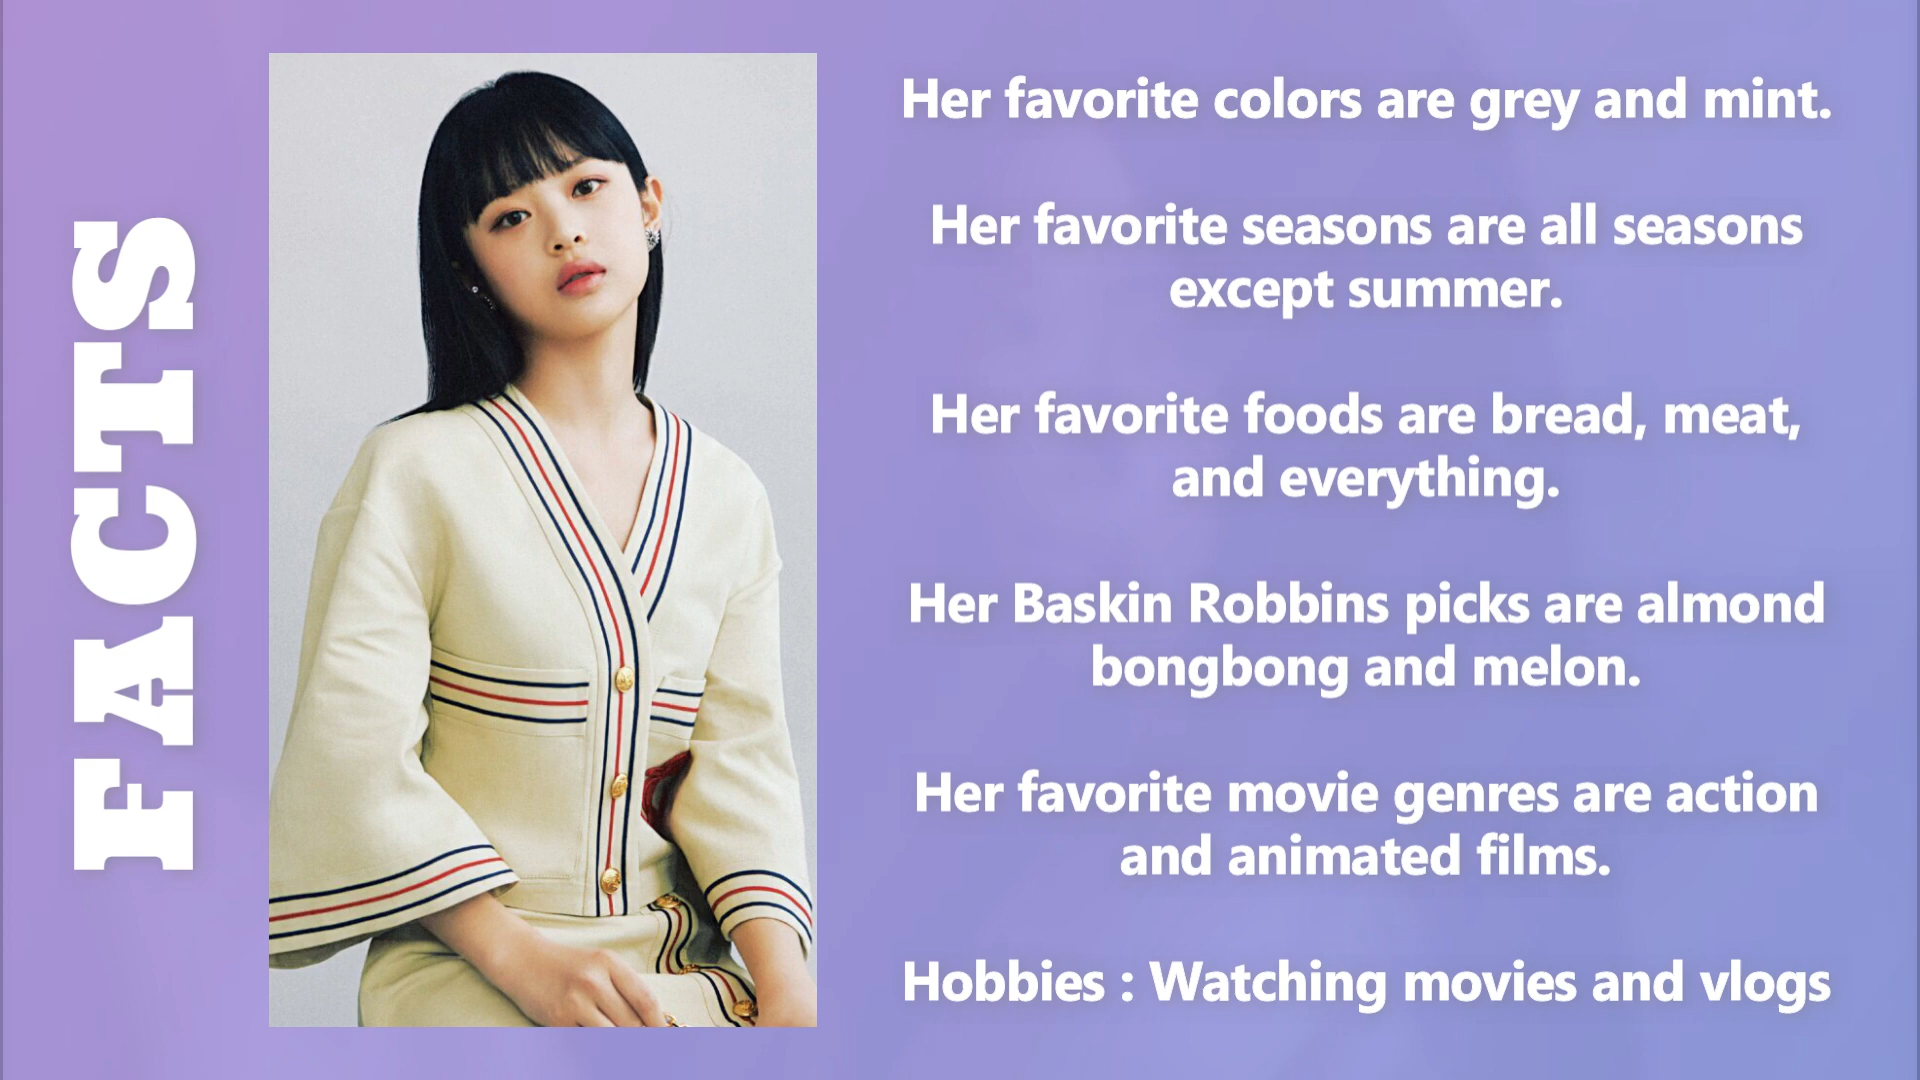 FACTS
Her favorite colors are grey and mint.
Her favorite seasons are all seasons
except summer.
Her favorite foods are bread, meat,
and everything.
Her Baskin Robbins picks are almond
bongbong and melon.
Her favorite movie genres are action
and animated films.
Hobbies : Watching movies and vlogs